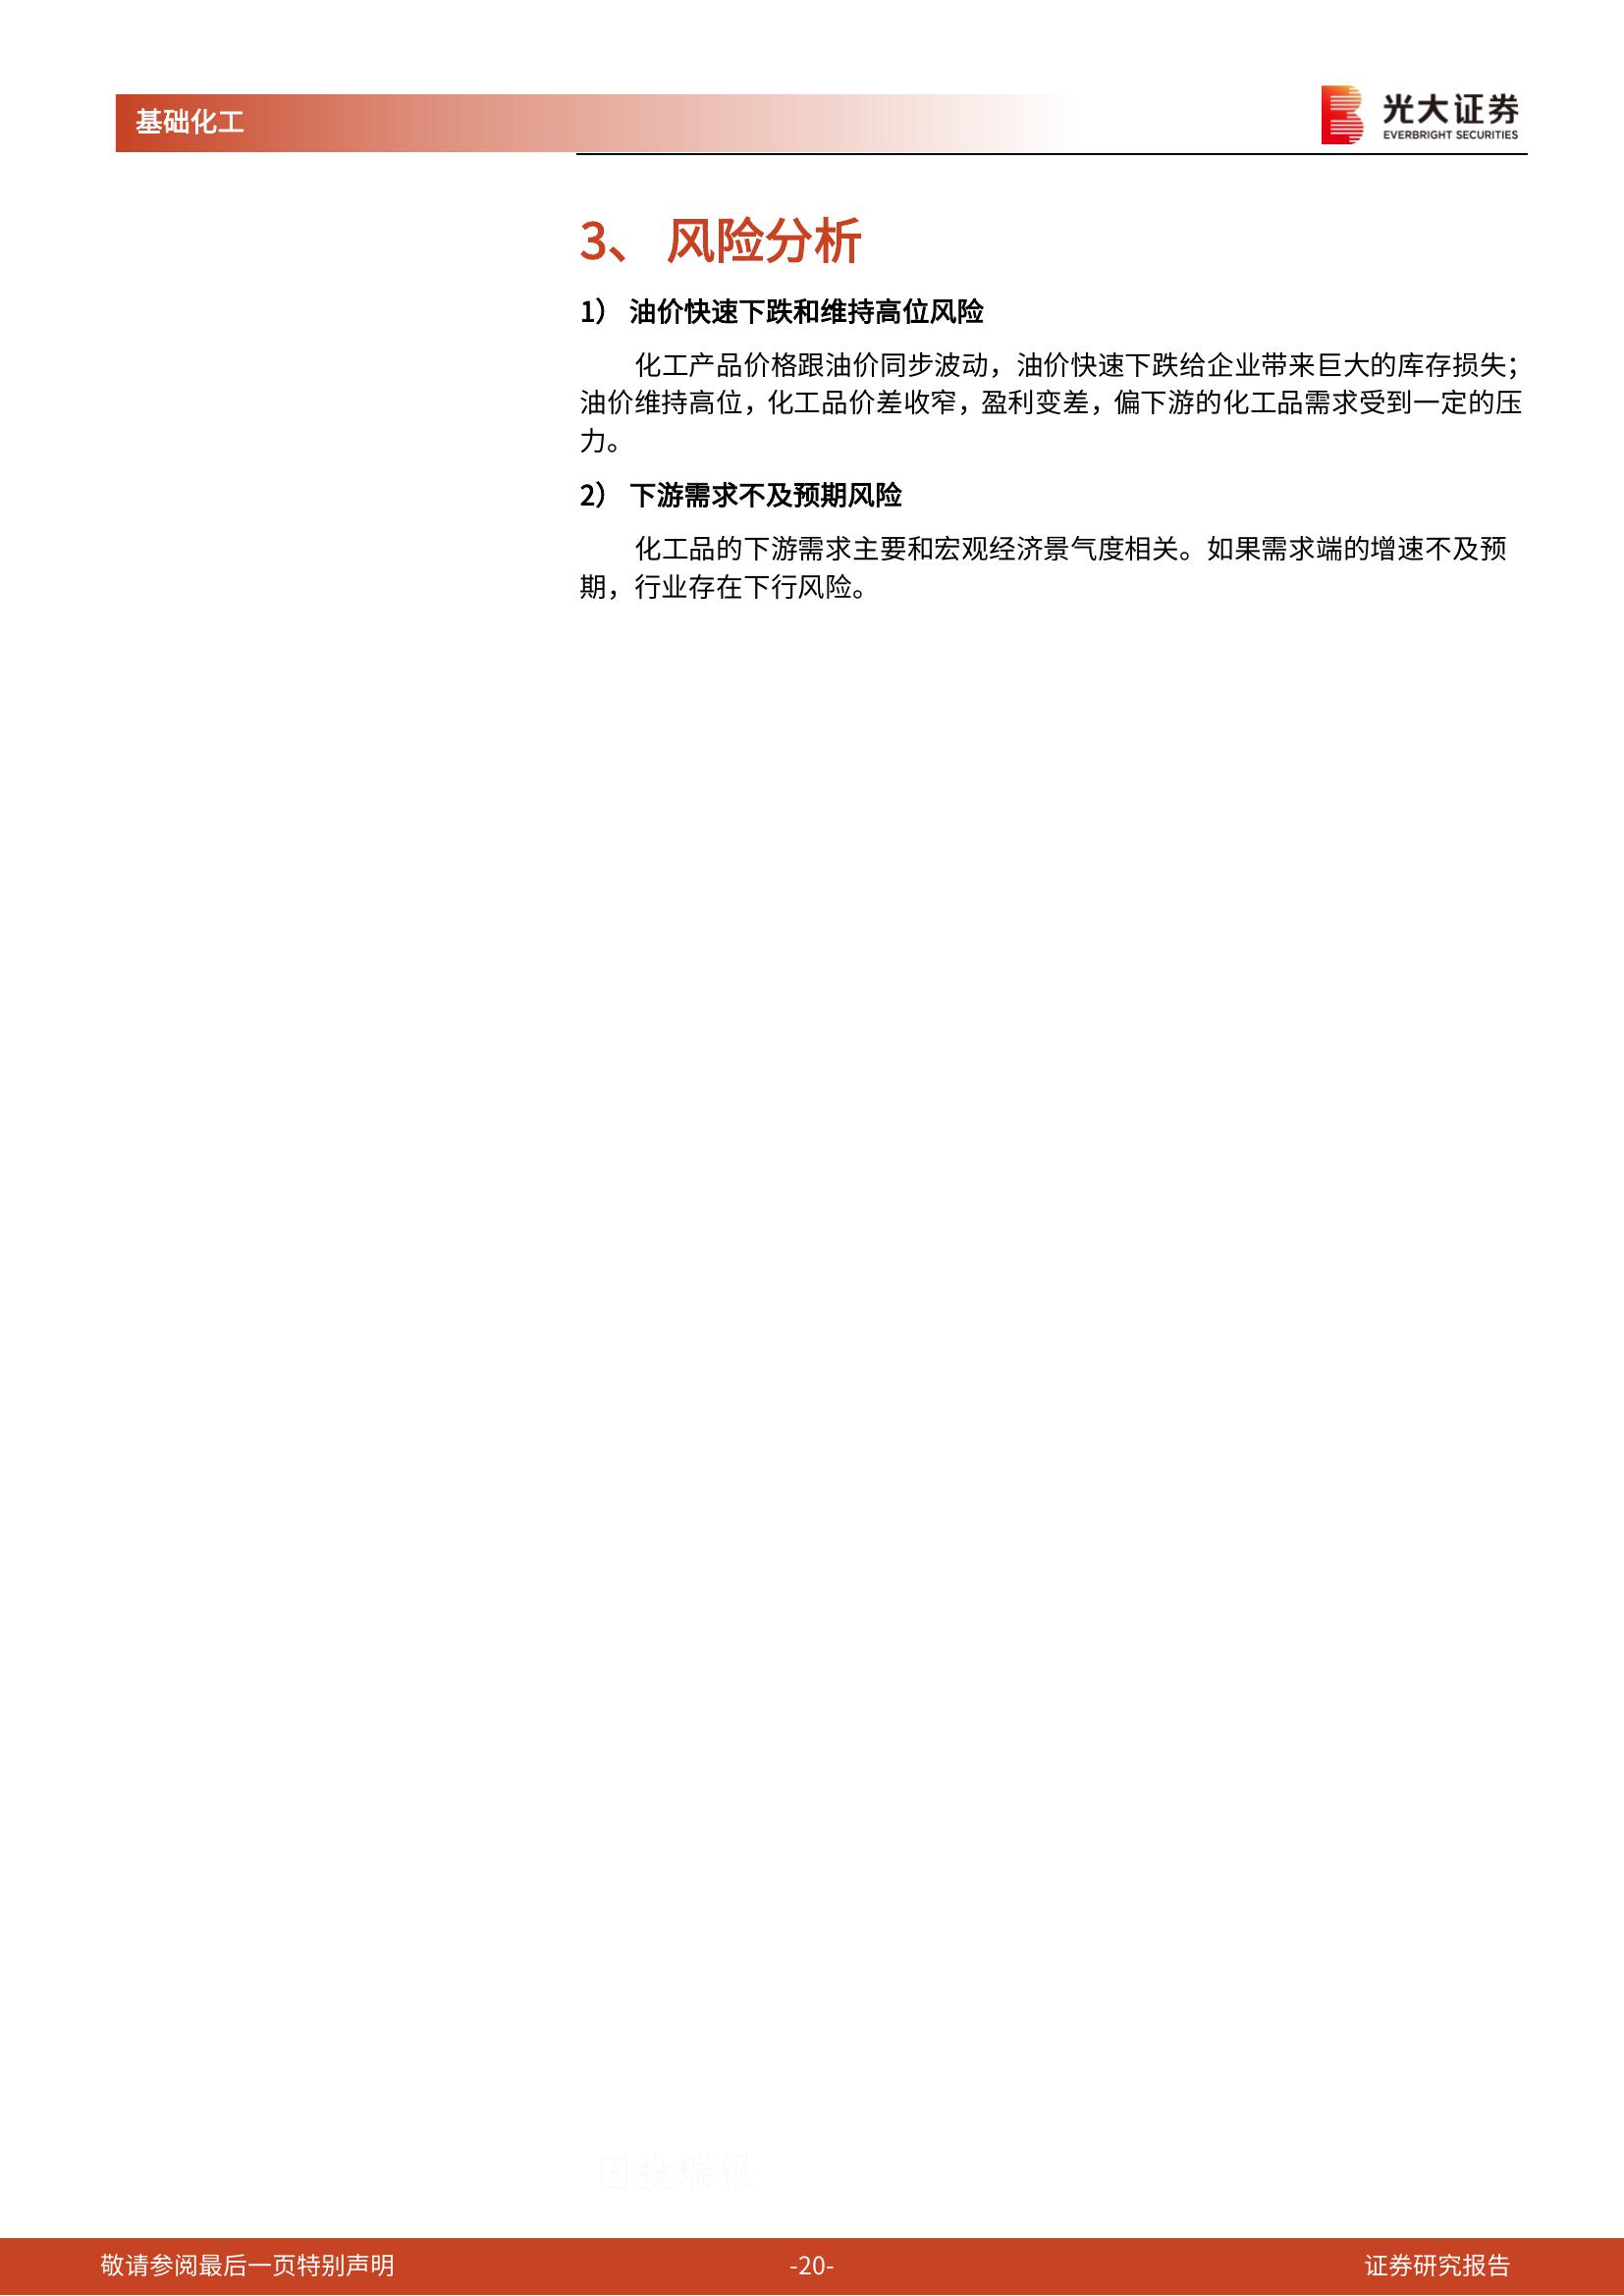 基础化工
光大证券
EVERBRIGHT SECURITIES
3、 风险分析
1） 油价快速下跌和维持高位风险
化工产品价格跟油价同步波动，油价快速下跌给企业带来巨大的库存损失；
油价维持高位，化工品价差收窄，盈利变差，偏下游的化工品需求受到一定的压
力。
2） 下游需求不及预期风险
化工品的下游需求主要和宏观经济景气度相关。如果需求端的增速不及预
期，行业存在下行风险。
国投瑞银
敬请参阅最后一页特别声明
-20-
证券研究报告